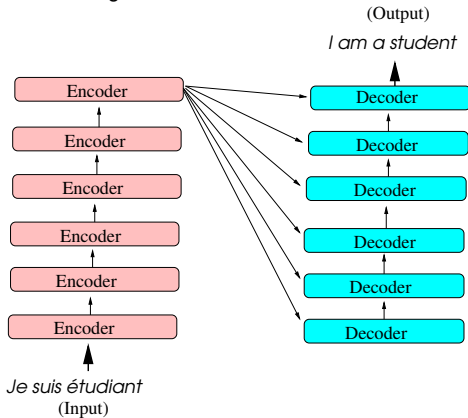 (Output)
I am a student
Encoder
Encoder
Encoder
Encoder
Encoder
Encoder
Je suis étudiant
(Input)
Decoder
Decoder
Decoder
Decoder
Decoder
Decoder